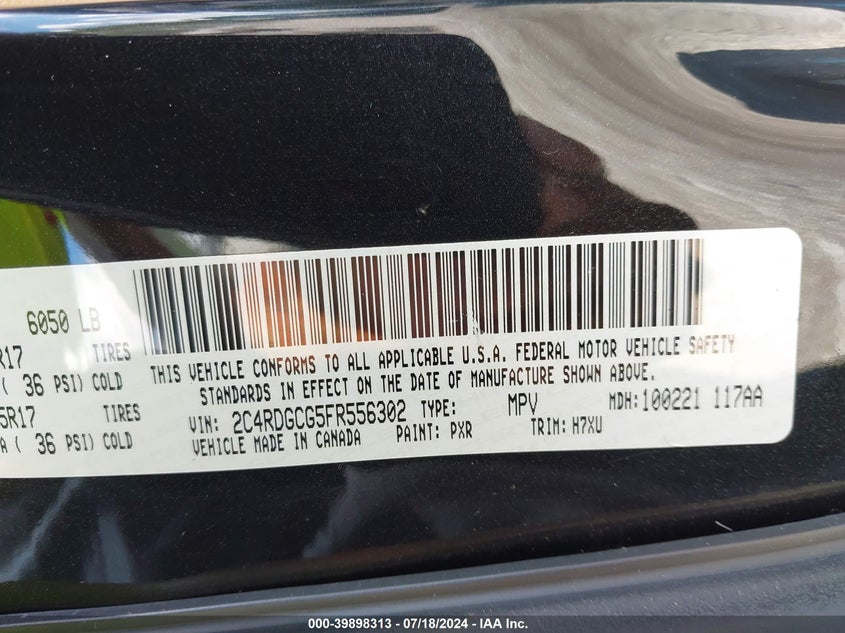 6050 LB
R17 TIRES
( 36 PSI) COLD
5R17 TIRES
A ( 36 PSI) COLD
THIS VEHICLE CONFORMS TO ALL APPLICABLE U.S.A. FEDERAL MOTOR VEHICLE SAFETY
STANDARDS IN EFFECT ON THE DATE OF MANUFACTURE SHOWN ABOVE.
VIN: 2C4RDGCG5FR556302 TYPE: MPV MDH:100221 117AA
VEHICLE MADE IN CANADA PAINT: PXR TRIM: H7XU
000-39898313 / 07/18/2024 - IAA Inc.